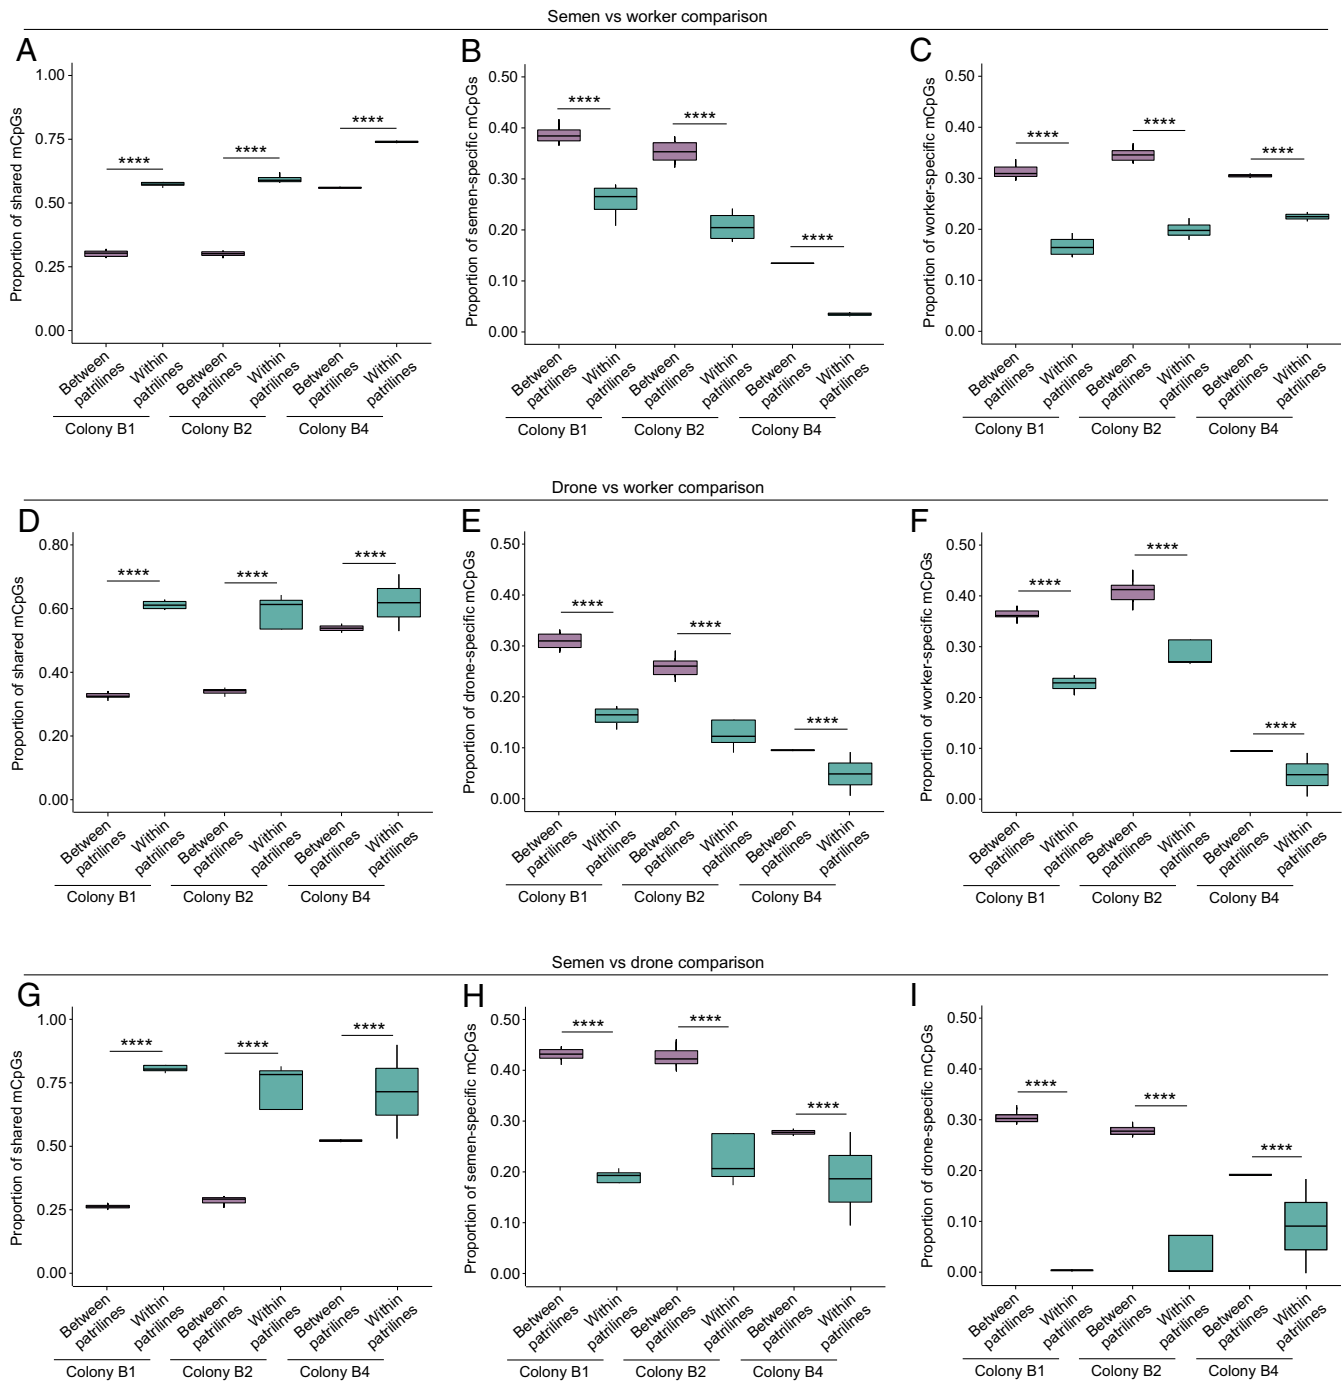 Semen vs worker comparison
A
Proportion of shared mCpGs
1.00
0.75
0.50
0.25
0.00
****
****
****
Between patrilines
Within patrilines
Between patrilines
Within patrilines
Between patrilines
Within patrilines
Colony B1
Colony B2
Colony B4
B
Proportion of semen-specific mCpGs
0.50
0.40
0.30
0.20
0.10
0.00
****
****
****
Between patrilines
Within patrilines
Between patrilines
Within patrilines
Between patrilines
Within patrilines
Colony B1
Colony B2
Colony B4
C
Proportion of worker-specific mCpGs
0.50
0.40
0.30
0.20
0.10
0.00
****
****
****
Between patrilines
Within patrilines
Between patrilines
Within patrilines
Between patrilines
Within patrilines
Colony B1
Colony B2
Colony B4
Drone vs worker comparison
D
Proportion of shared mCpGs
0.80
0.60
0.40
0.20
0.00
****
****
****
Between patrilines
Within patrilines
Between patrilines
Within patrilines
Between patrilines
Within patrilines
Colony B1
Colony B2
Colony B4
E
Proportion of drone-specific mCpGs
0.50
0.40
0.30
0.20
0.10
0.00
****
****
****
Between patrilines
Within patrilines
Between patrilines
Within patrilines
Between patrilines
Within patrilines
Colony B1
Colony B2
Colony B4
F
Proportion of worker-specific mCpGs
0.50
0.40
0.30
0.20
0.10
0.00
****
****
****
Between patrilines
Within patrilines
Between patrilines
Within patrilines
Between patrilines
Within patrilines
Colony B1
Colony B2
Colony B4
Semen vs drone comparison
G
Proportion of shared mCpGs
1.00
0.75
0.50
0.25
0.00
****
****
****
Between patrilines
Within patrilines
Between patrilines
Within patrilines
Between patrilines
Within patrilines
Colony B1
Colony B2
Colony B4
H
Proportion of semen-specific mCpGs
0.50
0.40
0.30
0.20
0.10
0.00
****
****
****
Between patrilines
Within patrilines
Between patrilines
Within patrilines
Between patrilines
Within patrilines
Colony B1
Colony B2
Colony B4
I
Proportion of drone-specific mCpGs
0.50
0.40
0.30
0.20
0.10
0.00
****
****
****
Between patrilines
Within patrilines
Between patrilines
Within patrilines
Between patrilines
Within patrilines
Colony B1
Colony B2
Colony B4